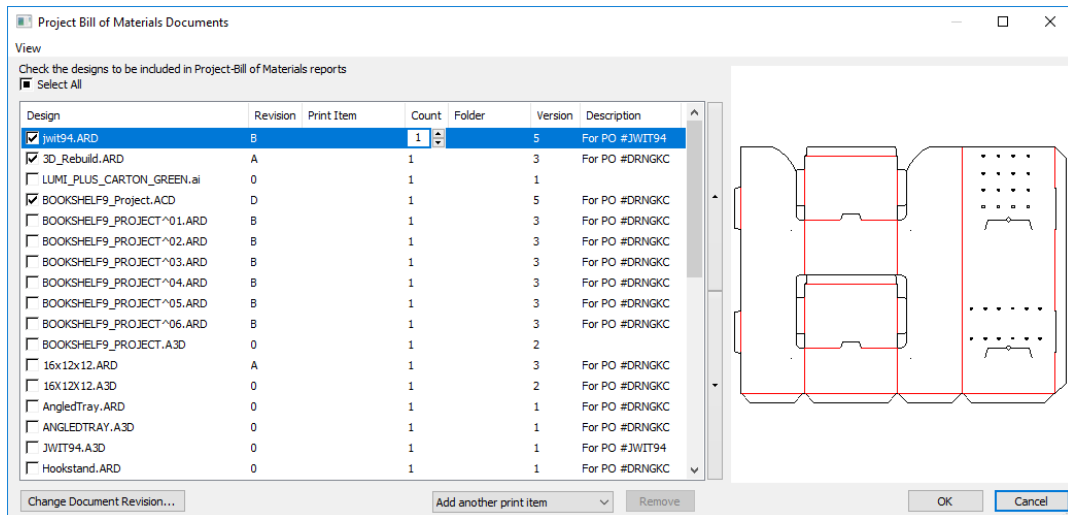 Project Bill of Materials Documents
View
Check the designs to be included in Project-Bill of Materials reports
Select All
Design Revision Print Item Count Folder Version Description
jwit94.ARD B 1 5 For PO #JWIT94
3D_Rebuild.ARD A 1 3 For PO #DRNGKC
LUMI_PLUS_CARTON_GREEN.ai 0 1 1
BOOKSHELF9_Project.ACD D 1 5 For PO #DRNGKC
BOOKSHELF9_PROJECT^01.ARD B 1 3 For PO #DRNGKC
BOOKSHELF9_PROJECT^02.ARD B 1 3 For PO #DRNGKC
BOOKSHELF9_PROJECT^03.ARD B 1 3 For PO #DRNGKC
BOOKSHELF9_PROJECT^04.ARD B 1 3 For PO #DRNGKC
BOOKSHELF9_PROJECT^05.ARD B 1 3 For PO #DRNGKC
BOOKSHELF9_PROJECT^06.ARD B 1 3 For PO #DRNGKC
BOOKSHELF9_PROJECT.A3D 0 1 2
16x12x12.ARD A 1 3 For PO #DRNGKC
16X12X12.A3D 0 1 2 For PO #DRNGKC
AngledTray.ARD 0 1 1 For PO #DRNGKC
ANGLEDTRAY.A3D 0 1 1 For PO #DRNGKC
JWIT94.A3D 0 1 1 For PO #JWIT94
Hookstand.ARD 0 1 1 For PO #DRNGKC
Change Document Revision... Add another print item Remove OK Cancel